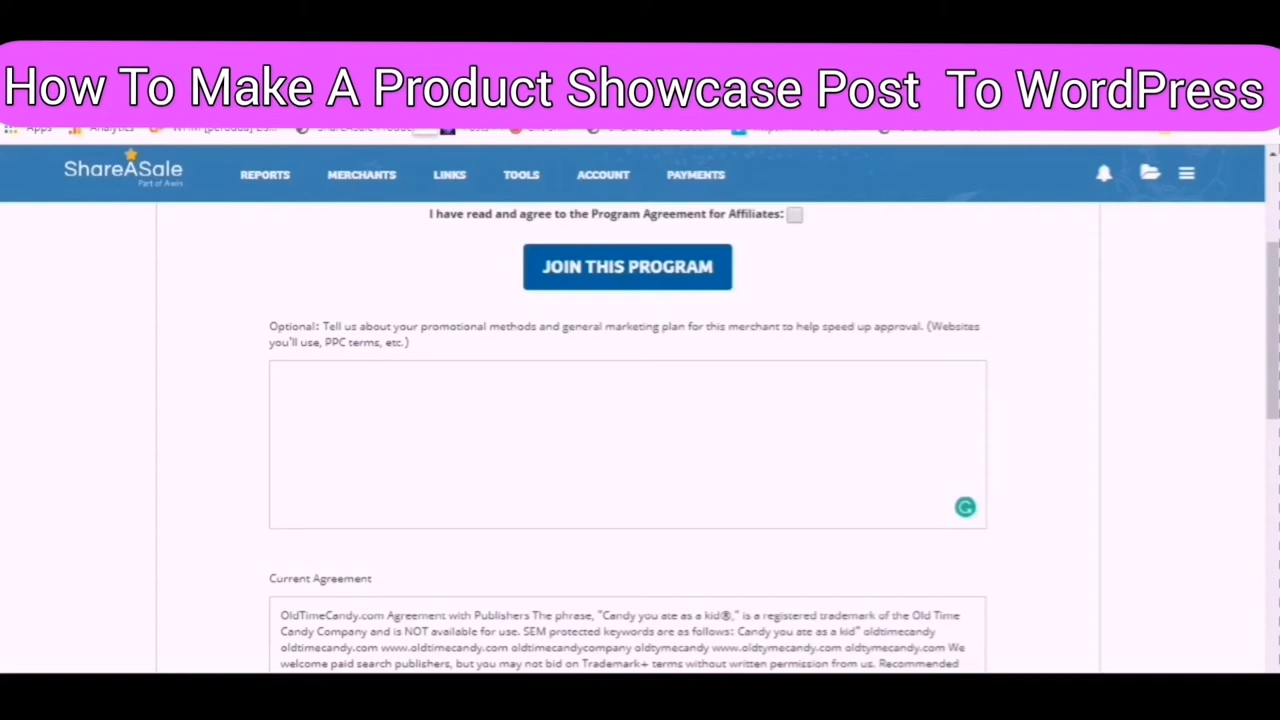 How To Make A Product Showcase Post To WordPress
Apps Analytics
ShareASale
Part of Awin
REPORTS MERCHANTS LINKS TOOLS ACCOUNT PAYMENTS
I have read and agree to the Program Agreement for Affiliates:
JOIN THIS PROGRAM
Optional: Tell us about your promotional methods and general marketing plan for this merchant to help speed up approval. (Websites
you'll use, PPC terms, etc.)
Current Agreement
OldTimeCandy.com Agreement with Publishers The phrase, "Candy you ate as a kid®," is a registered trademark of the Old Time
Candy Company and is NOT available for use. SEM protected keywords are as follows: Candy you ate as a kid" oldtimecandy
oldtimecandy.com www.oldtimecandy.com oldtimecandycompany oldtymecandy www.oldtymecandy.com oldtymecandy.com We
welcome paid search publishers, but you may not bid on Trademark+ terms without written permission from us. Recommended